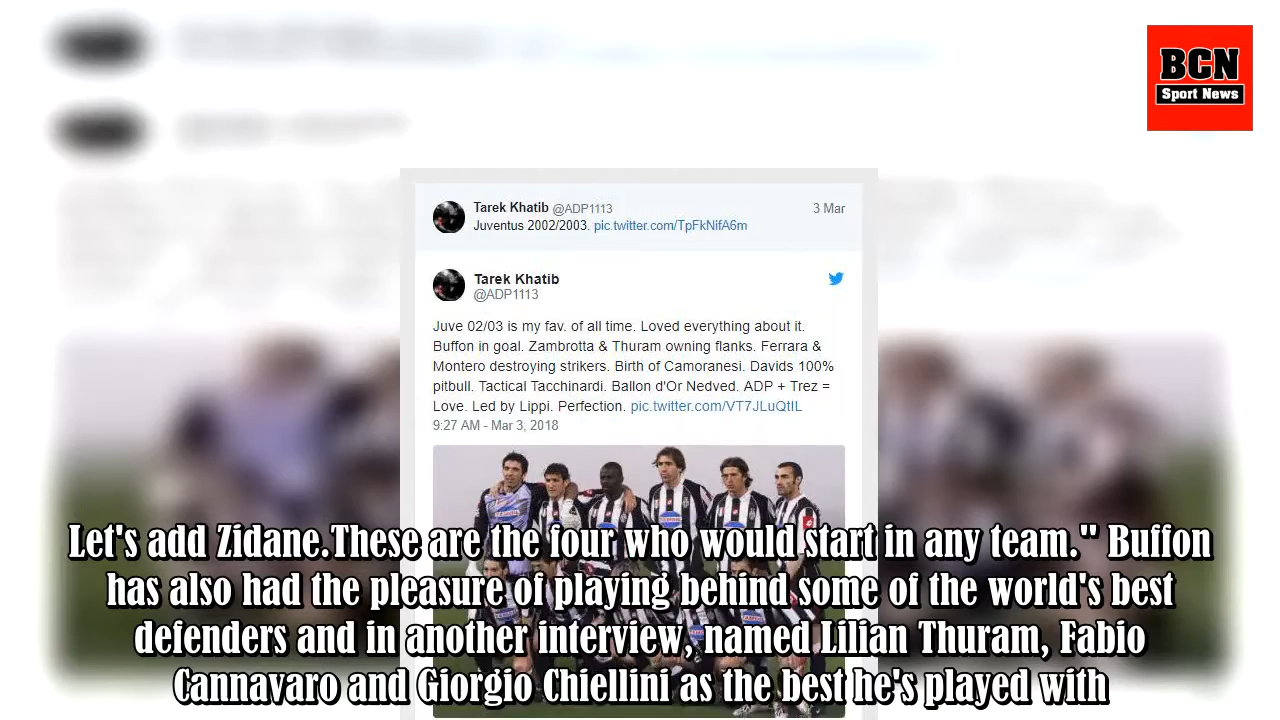 BCN
Sport News
Tarek Khatib @ADP1113
3 Mar
Juventus 2002/2003. pic.twitter.com/TpFkNifA6m
Tarek Khatib
@ADP1113
Juve 02/03 is my fav. of all time. Loved everything about it.
Buffon in goal. Zambrotta & Thuram owning flanks. Ferrara &
Montero destroying strikers. Birth of Camoranesi. Davids 100%
pitbull. Tactical Tacchinardi. Ballon d'Or Nedved. ADP + Trez =
Love. Led by Lippi. Perfection. pic.twitter.com/VT7JLuQtIL
9:27 AM - Mar 3, 2018
Let's add Zidane.These are the four who would start in any team." Buffon
has also had the pleasure of playing behind some of the world's best
defenders and in another interview, named Lilian Thuram, Fabio
Cannavaro and Giorgio Chiellini as the best he's played with